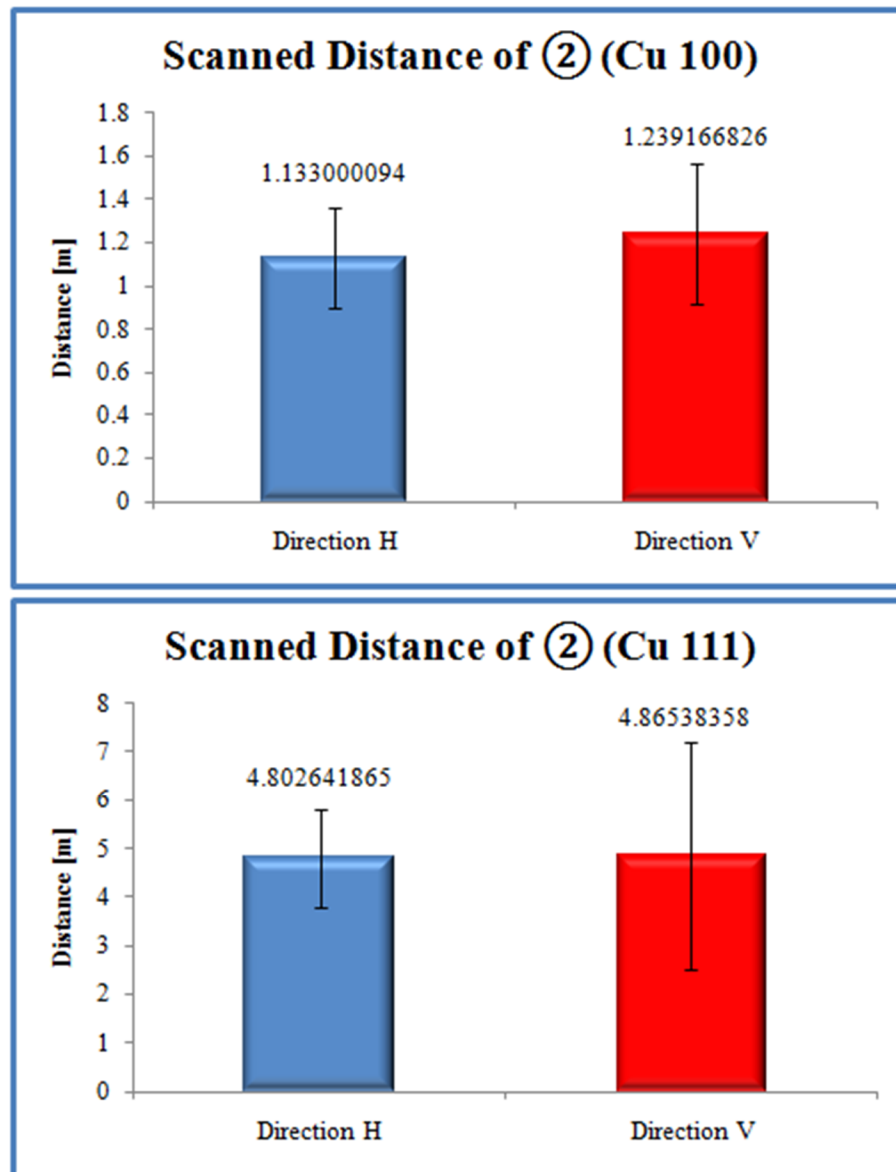 Scanned Distance of ② (Cu 100)
1.8
1.6
1.4
1.2
1
0.8
0.6
0.4
0.2
0
Distance [m]
1.133000094
1.239166826
Direction H
Direction V
Scanned Distance of ② (Cu 111)
8
7
6
5
4
3
2
1
0
Distance [m]
4.802641865
4.86538358
Direction H
Direction V